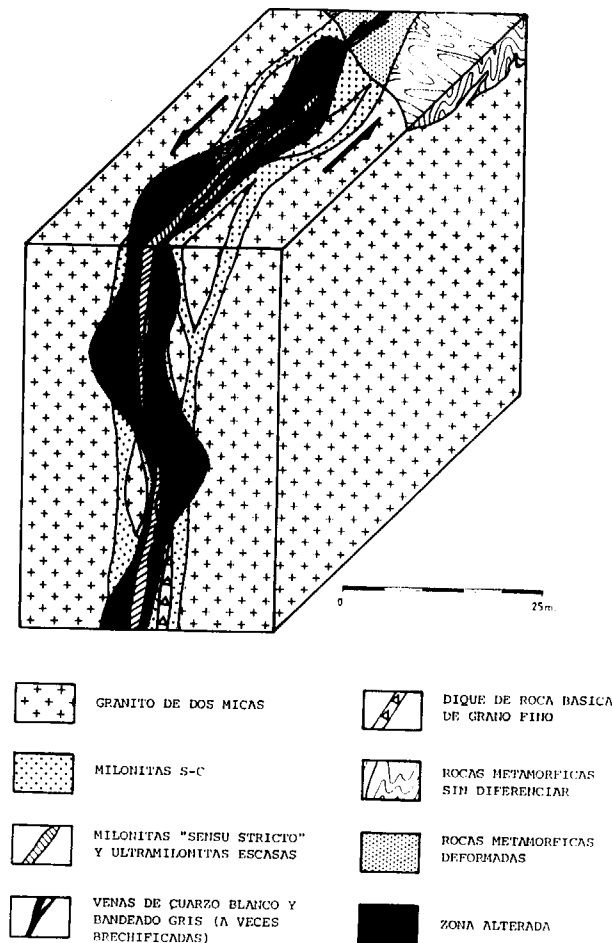 0
25m.
GRANITO DE DOS MICAS
MILONITAS S-C
MILONITAS "SENSU STRICTO"
Y ULTRAMILONITAS ESCASAS
VENAS DE CUARZO BLANCO Y
BANDEADO GRIS (A VECES
BRECHIFICADAS)
DIQUE DE ROCA BASICA
DE GRANO FINO
ROCAS METAMORFICAS
SIN DIFERENCIAR
ROCAS METAMORFICAS
DEFORMADAS
ZONA ALTERADA